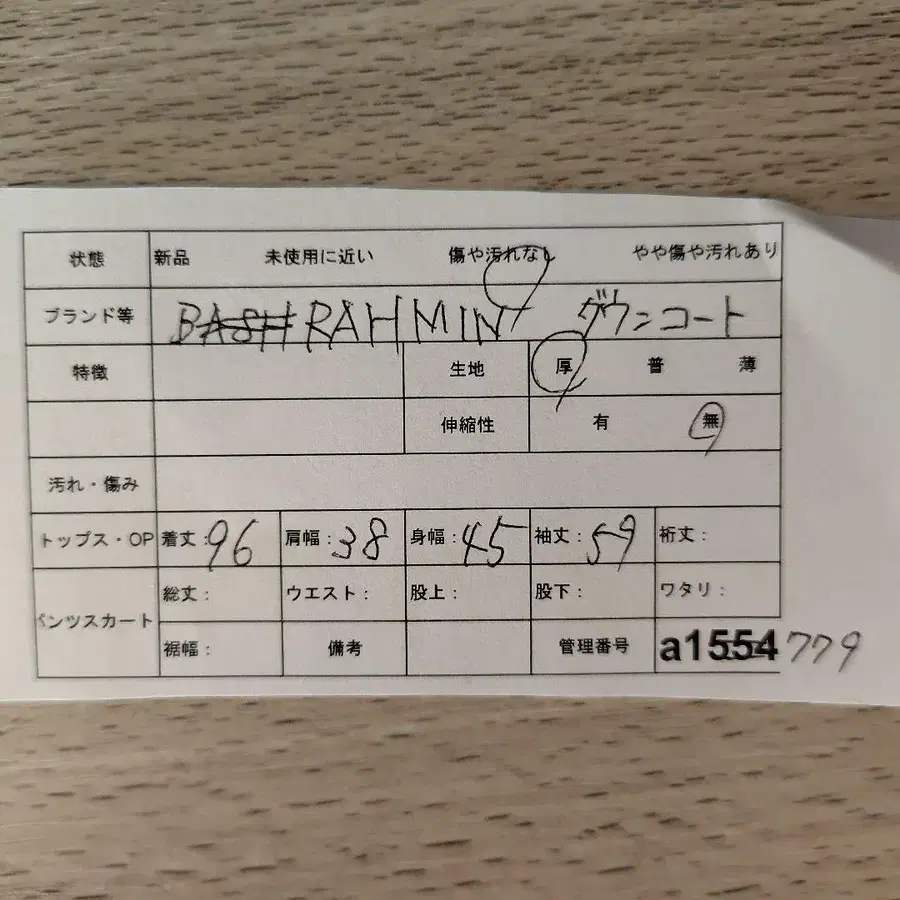 状態 新品 未使用に近い 傷や汚れなし やや傷や汚れあり
ブランド等 BASH RAHMIN ダウンコート
特徴 生地 厚 普 薄
伸縮性 有 無
汚れ・傷み
トップス・OP 着丈:96 肩幅:38 身幅:45 袖丈:59 裄丈:
パンツスカート 総丈: ウエスト: 股上: 股下: ワタリ:
裾幅: 備考 管理番号 a1554 779